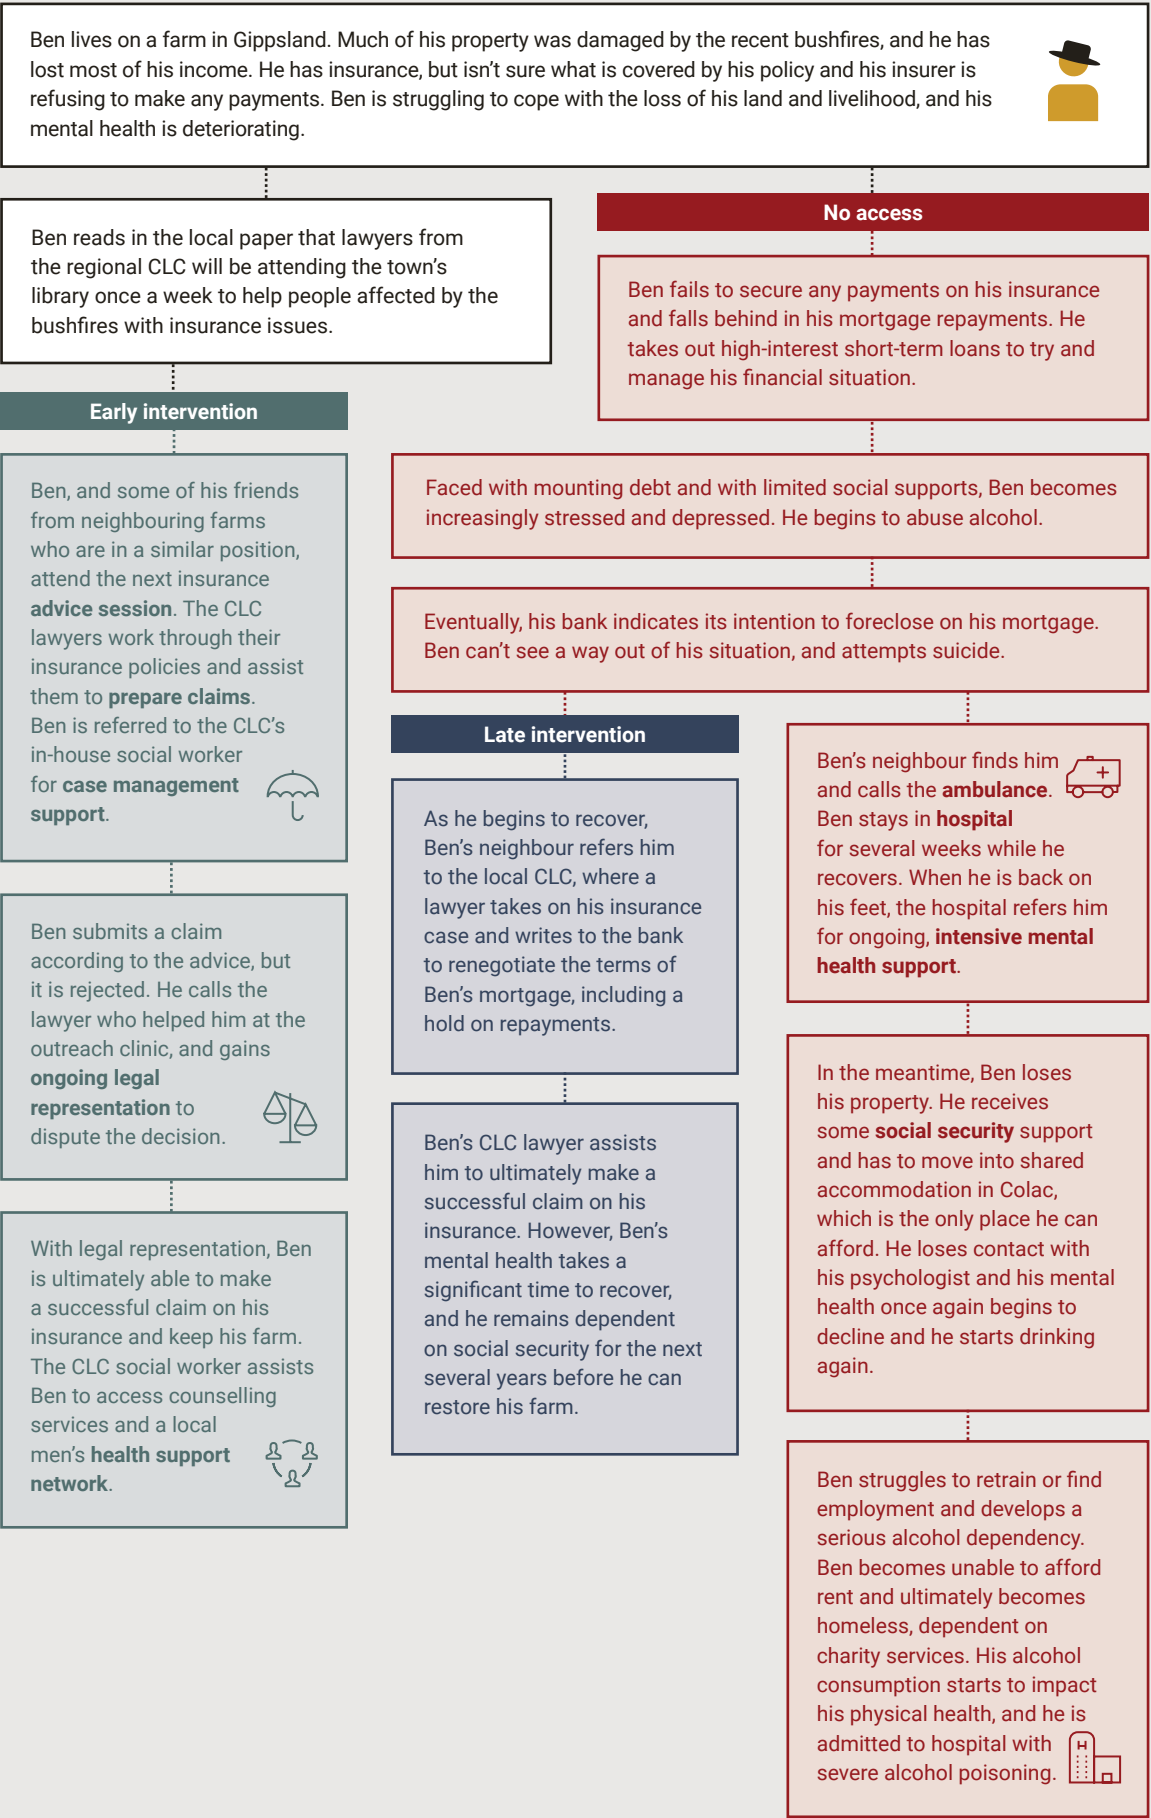 Ben lives on a farm in Gippsland. Much of his property was damaged by the recent bushfires, and he has
lost most of his income. He has insurance, but isn’t sure what is covered by his policy and his insurer is
refusing to make any payments. Ben is struggling to cope with the loss of his land and livelihood, and his
mental health is deteriorating.
Ben reads in the local paper that lawyers from
the regional CLC will be attending the town’s
library once a week to help people affected by the
bushfires with insurance issues.
Early intervention
Ben, and some of his friends
from neighbouring farms
who are in a similar position,
attend the next insurance
advice session. The CLC
lawyers work through their
insurance policies and assist
them to prepare claims.
Ben is referred to the CLC’s
in-house social worker
for case management
support.
Ben submits a claim
according to the advice, but
it is rejected. He calls the
lawyer who helped him at the
outreach clinic, and gains
ongoing legal
representation to
dispute the decision.
With legal representation, Ben
is ultimately able to make
a successful claim on his
insurance and keep his farm.
The CLC social worker assists
Ben to access counselling
services and a local
men’s health support
network.
No access
Ben fails to secure any payments on his insurance
and falls behind in his mortgage repayments. He
takes out high-interest short-term loans to try and
manage his financial situation.
Faced with mounting debt and with limited social supports, Ben becomes
increasingly stressed and depressed. He begins to abuse alcohol.
Eventually, his bank indicates its intention to foreclose on his mortgage.
Ben can’t see a way out of his situation, and attempts suicide.
Late intervention
As he begins to recover,
Ben’s neighbour refers him
to the local CLC, where a
lawyer takes on his insurance
case and writes to the bank
to renegotiate the terms of
Ben’s mortgage, including a
hold on repayments.
Ben’s CLC lawyer assists
him to ultimately make a
successful claim on his
insurance. However, Ben’s
mental health takes a
significant time to recover,
and he remains dependent
on social security for the next
several years before he can
restore his farm.
Ben’s neighbour finds him
and calls the ambulance.
Ben stays in hospital
for several weeks while he
recovers. When he is back on
his feet, the hospital refers him
for ongoing, intensive mental
health support.
In the meantime, Ben loses
his property. He receives
some social security support
and has to move into shared
accommodation in Colac,
which is the only place he can
afford. He loses contact with
his psychologist and his mental
health once again begins to
decline and he starts drinking
again.
Ben struggles to retrain or find
employment and develops a
serious alcohol dependency.
Ben becomes unable to afford
rent and ultimately becomes
homeless, dependent on
charity services. His alcohol
consumption starts to impact
his physical health, and he is
admitted to hospital with
severe alcohol poisoning.
H